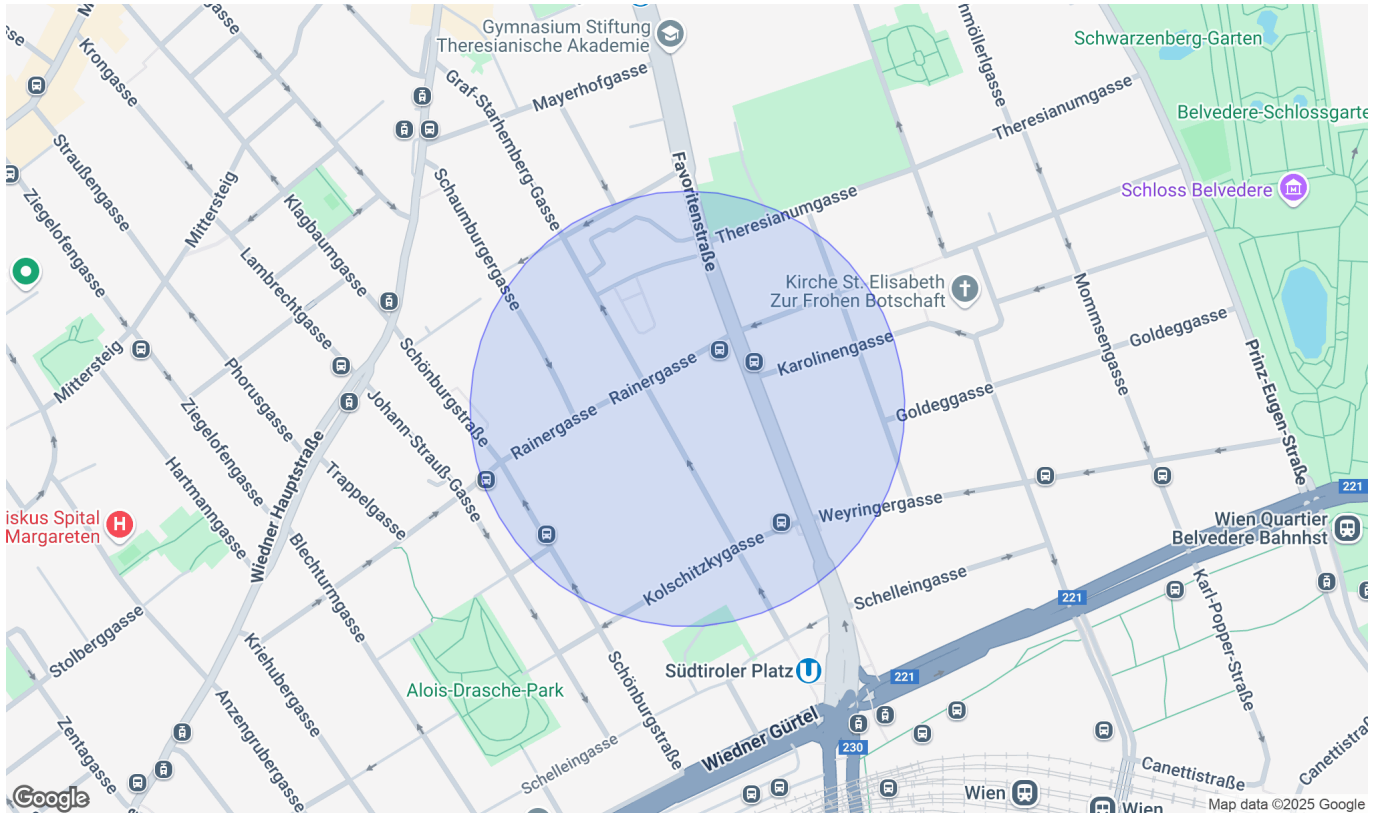 Gymnasium Stiftung
Theresianische Akademie
Schwarzenberg-Garten
Krongasse
Graf-Starhemberg-Gasse
Mayerhofgasse
Theresianumgasse
Belvedere-Schlossgarte
Straußengasse
Favoritenstraße
Schaumburgergasse
Schloss Belvedere
Ziegelofengasse
Mittersteig
Klagbaumgasse
Theresianumgasse
Lambrechtgasse
Kirche St. Elisabeth
Zur Frohen Botschaft
Mommsengasse
Goldeggasse
Mittersteig
Schönburgstraße
Rainergasse
Karolinengasse
Prinz-Eugen-Straße
Phorusgasse
Johann-Strauß-Gasse
Rainergasse
Goldeggasse
Ziegelofengasse
Wiedner Hauptstraße
Hartmanngasse
Trappelgasse
Weyringergasse
221
iskus Spital
Margareten
H
Wien Quartier
Belvedere Bahnhst
Blechturmgasse
Kolschitzkygasse
Schelleingasse
221
Karl-Popper-Straße
Stolberggasse
Kriehubergasse
Südtiroler Platz
U
221
Alois-Drasche-Park
Schönburgstraße
Anzengrubergasse
Zentagasse
Wiedner Gürtel
230
Schelleingasse
Canettistraße
Wien
Wien
Google
Map data ©2025 Google